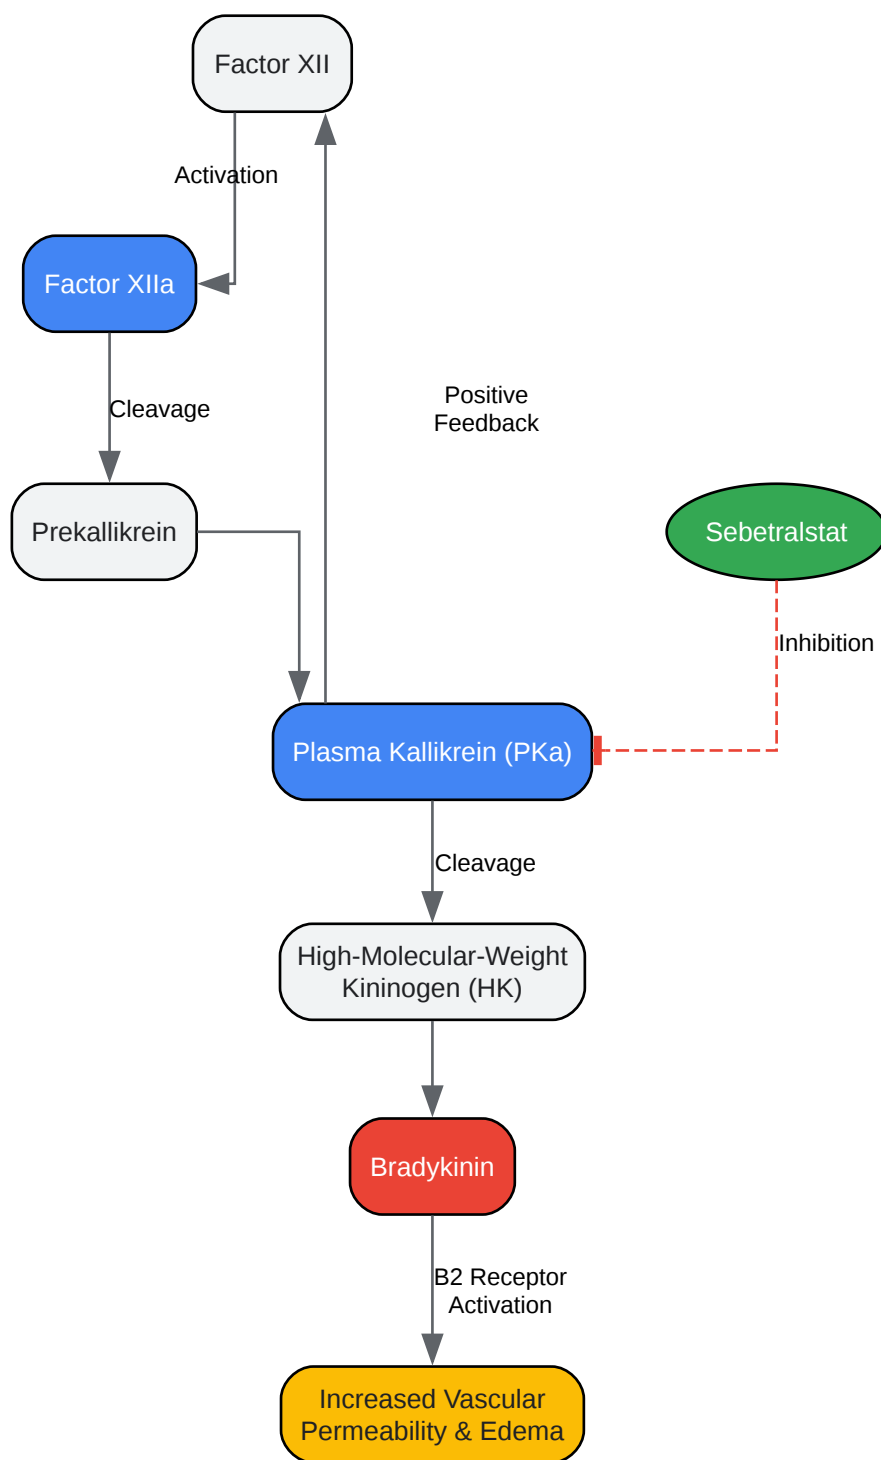 Factor XII
Activation
Factor XIIa
Cleavage
Positive
Feedback
Prekallikrein
Sebetralstat
Inhibition
Plasma Kallikrein (PKa)
Cleavage
High-Molecular-Weight
Kininogen (HK)
Bradykinin
B2 Receptor
Activation
Increased Vascular
Permeability & Edema